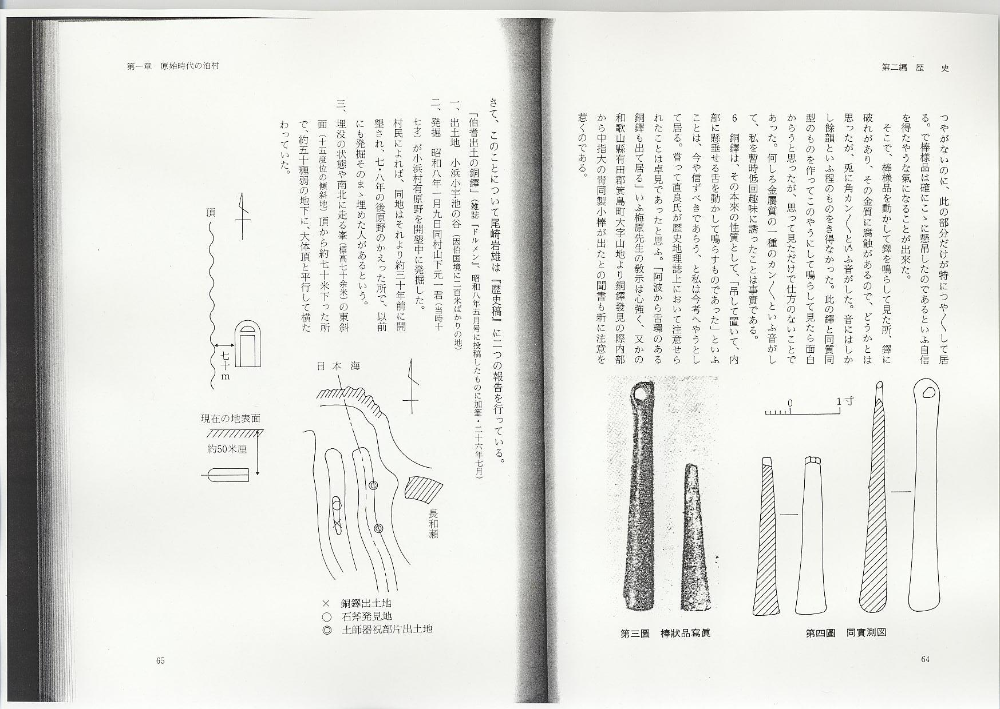 第二編　歴　　史
つやがないのに、此の部分だけが特につや〱して居
る。で棒様品は確にこゝに懸吊したのであるといふ自信
を得たやうな氣になることが出來た。
　そこで、棒様品を動かして鐸を鳴らして見た所、鐸に
破れがあり、その金質に腐蝕があるので、どうかとは
思ったが、兎に角カン〱といふ音がした。音にはしか
し餘韻といふ程のものをき得なかった。此の鐸と同質同
型のものを作ってこのやうにして鳴らして見たら面白
からうと思ったが、思って見ただけで仕方のないことで
あった。何しろ金屬質の一種のカン〱といふ音がし
て、私を暫時低回趣味に誘ったことは事實である。
6　銅鐸は、その本來の性質として、「吊して置いて、内
部に懸垂せる舌を動かして鳴らすものであった」といふ
ことは、今や信ずべきであらう、と私は今考へやうとし
て居る。嘗って直良氏が歴史地理誌上において注意せら
れたことは卓見であったと思ふ。「阿波から舌環のある
銅鐸も出て居る」いふ梅原先生の敎示は心強く、又かの
和歌山縣有田郡箕島町大字山地より銅鐸發見の際内部
から中指大の靑同製小棒が出たとの聞書も新に注意を
惹くのである。
0　1寸
第四圖　同實測図
第三圖　棒狀品寫眞
64
第一章　原始時代の泊村
さて、このことについて尾崎岩雄は『歴史稿』に二つの報告を行っている。
「伯耆出土の銅鐸」（雑誌『ドルメン』、昭和八年五月号に投稿したものに加筆・二十六年七月）
一、出土地　小浜小字池の谷（因伯国境に二百米ばかりの地）
二、発掘　昭和八年一月九日同村山下元一君（当時十
七才）が小浜村有原野を開墾中に発掘した。
村民によれば、同地はそれより約三十年前に開
墾され、七・八年の後原野のかえった所で、以前
にも発掘そのまゝ埋めた人があるという。
三、埋没の状態や南北に走る峯（標高七十余米）の東斜
面（十五度位の傾斜地）頂から約七十米下った所
で、約五十糎弱の地下に、大体頂と平行して横た
わっていた。
日本海
長和瀬
×　銅鐸出土地
○　石斧発見地
◎　土師器祝部片出土地
頂
七十m
現在の地表面
約50米厘
65